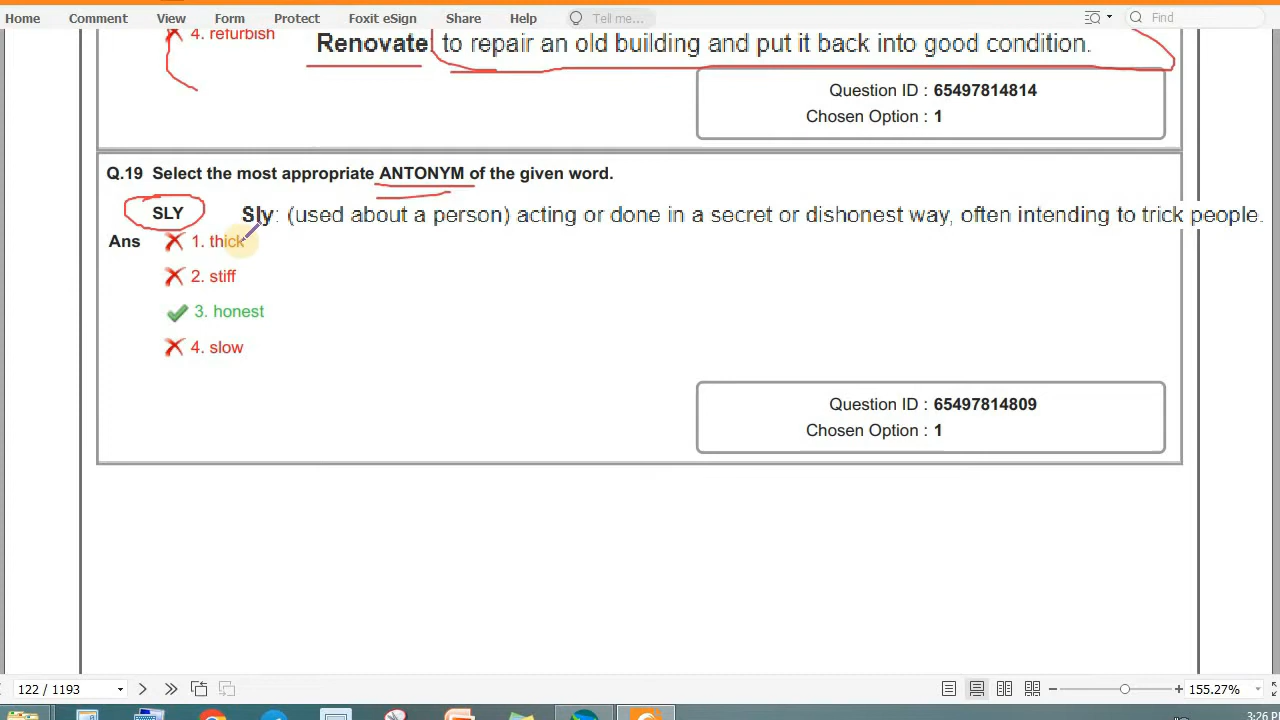 Home Comment View Form Protect Foxit eSign Share Help Tell me... Find
4. refurbish
Renovate: to repair an old building and put it back into good condition.
Question ID : 65497814814
Chosen Option : 1
Q.19 Select the most appropriate ANTONYM of the given word.
SLY
Sly: (used about a person) acting or done in a secret or dishonest way, often intending to trick people.
Ans 1. thick
2. stiff
3. honest
4. slow
Question ID : 65497814809
Chosen Option : 1
122 / 1193 155.27%
3:26 P